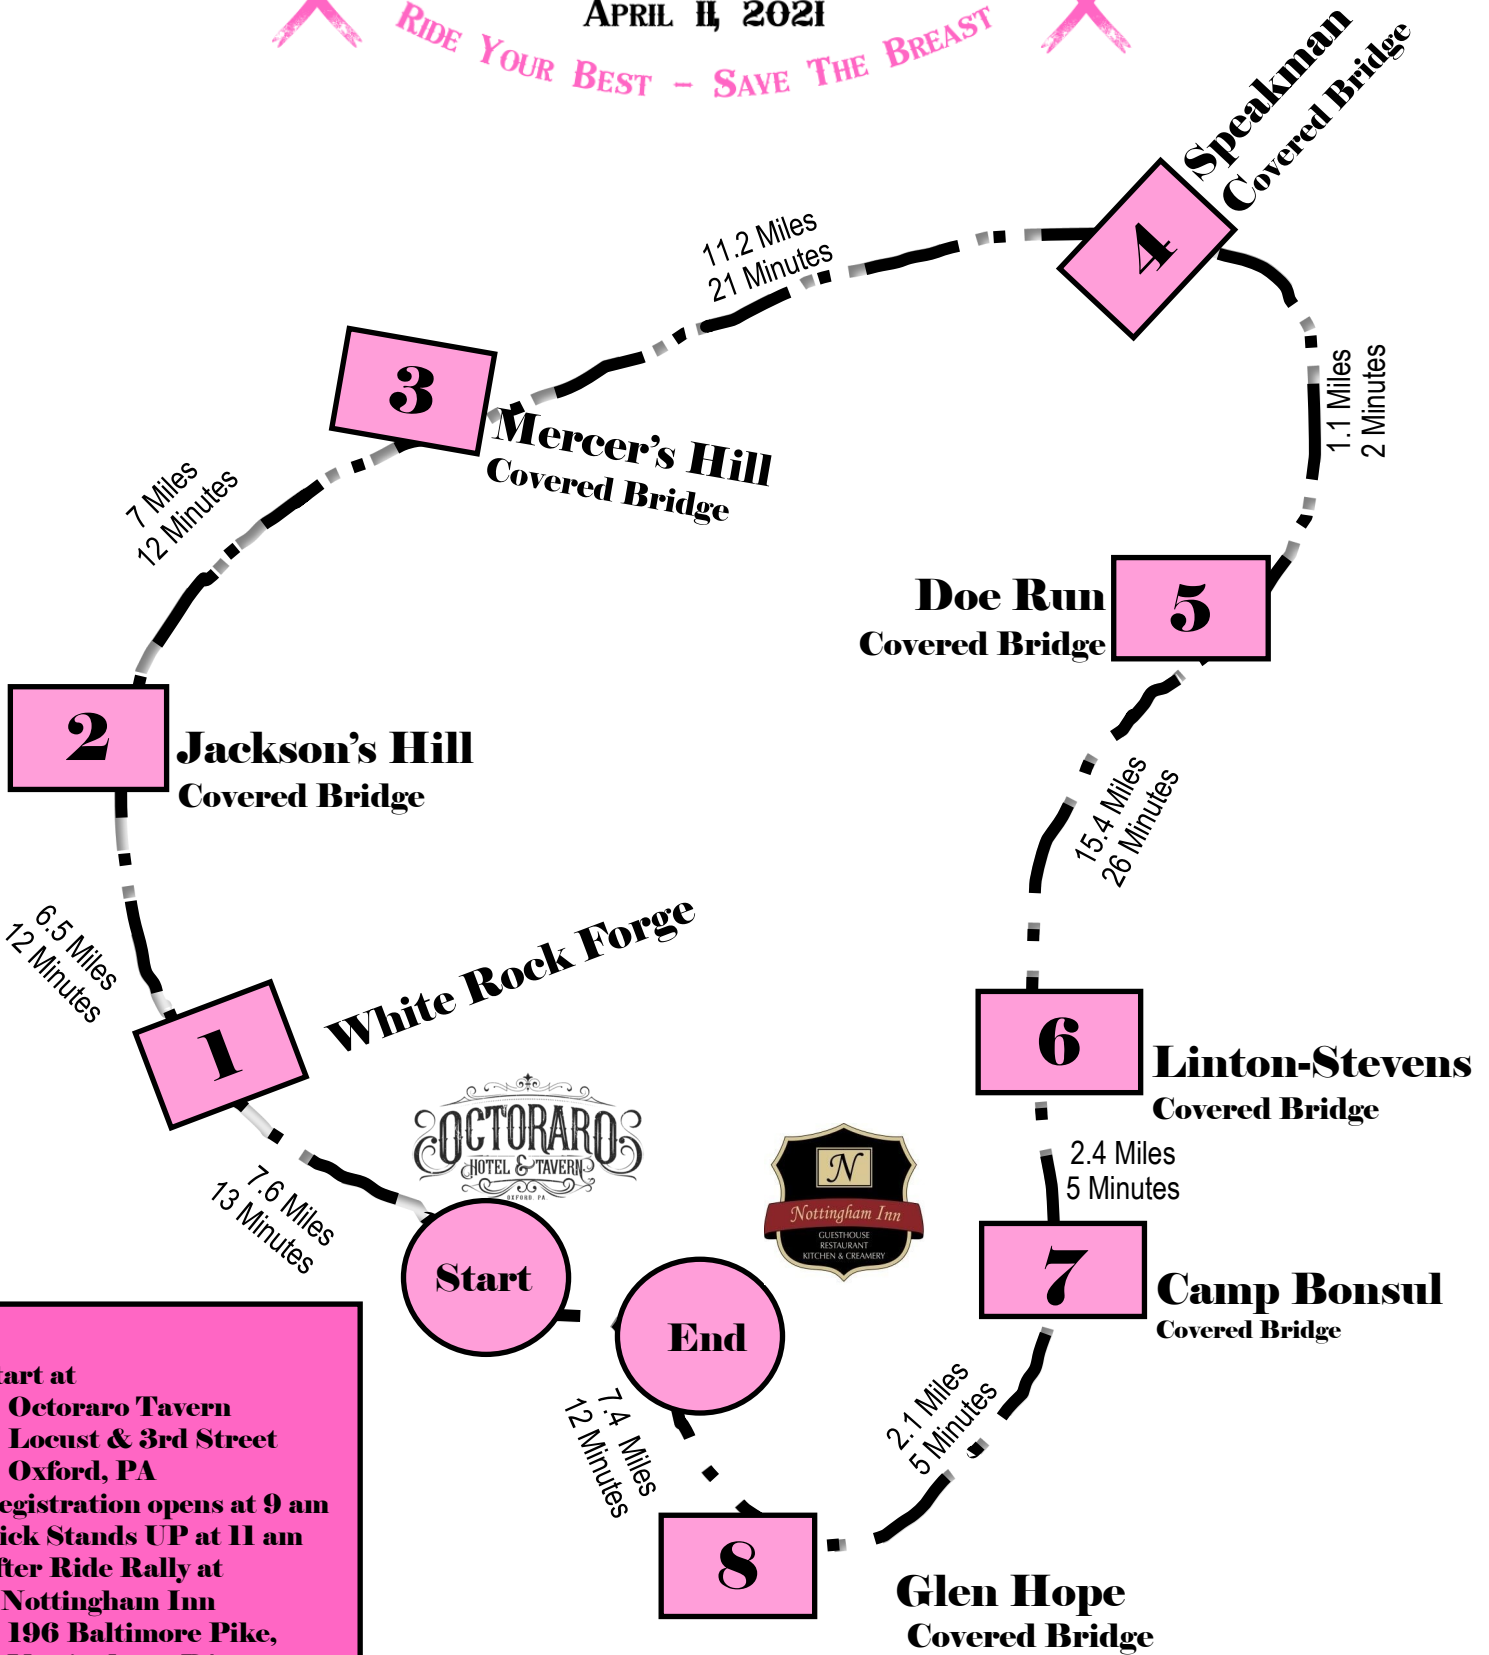 APRIL 11, 2021
RIDE YOUR BEST - SAVE THE BREAST
Speakman
Covered Bridge
4
11.2 Miles
21 Minutes
1.1 Miles
2 Minutes
3
Mercer's Hill
Covered Bridge
7 Miles
12 Minutes
Doe Run
Covered Bridge
5
2
Jackson's Hill
Covered Bridge
15.4 Miles
26 Minutes
6.5 Miles
12 Minutes
White Rock Forge
1
6
Linton-Stevens
Covered Bridge
OCTORARO
HOTEL & TAVERN
OXFORD, PA
N
Nottingham Inn
GUESTHOUSE
RESTAURANT
KITCHEN & CREAMERY
2.4 Miles
5 Minutes
7.6 Miles
13 Minutes
Start
End
7
Camp Bonsul
Covered Bridge
2.1 Miles
5 Minutes
7.4 Miles
12 Minutes
8
Glen Hope
Covered Bridge
tart at
Octoraro Tavern
Locust & 3rd Street
Oxford, PA
egistration opens at 9 am
ick Stands UP at 11 am
fter Ride Rally at
Nottingham Inn
196 Baltimore Pike,